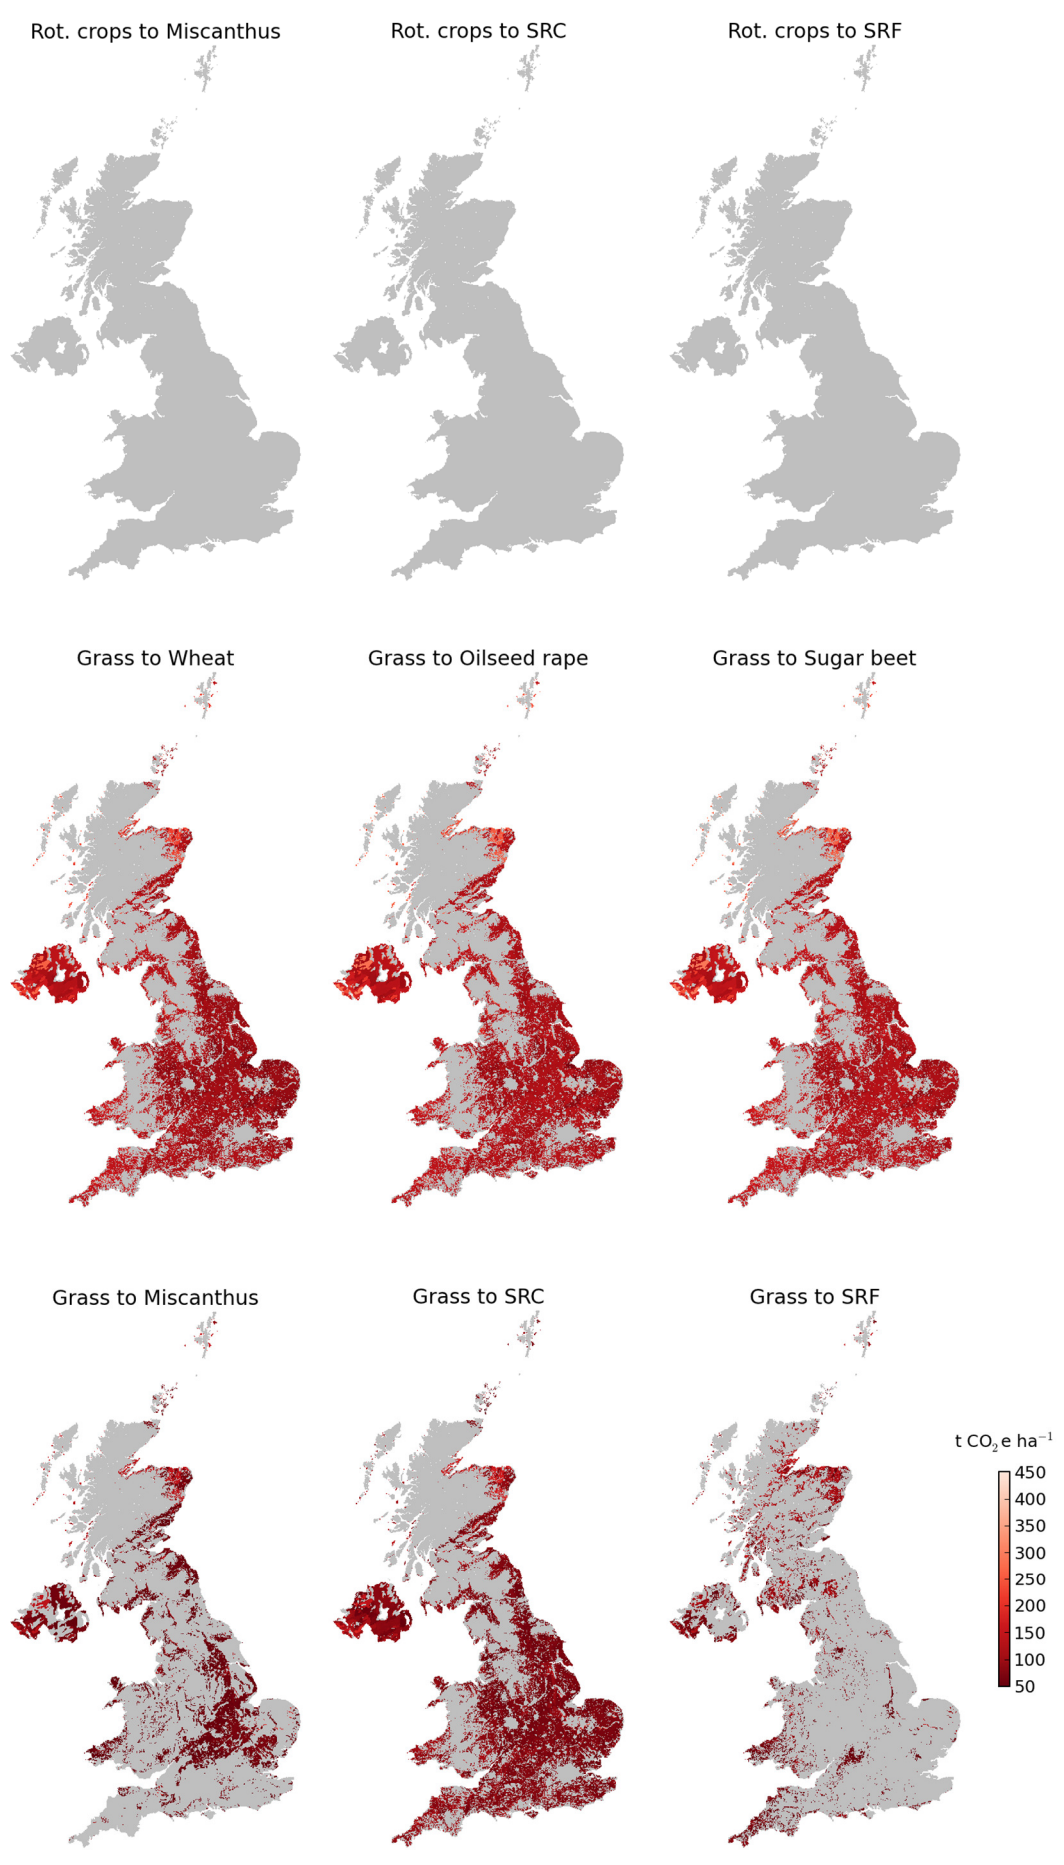 Rot. crops to Miscanthus
Rot. crops to SRC
Rot. crops to SRF
Grass to Wheat
Grass to Oilseed rape
Grass to Sugar beet
Grass to Miscanthus
Grass to SRC
Grass to SRF
t CO₂e ha⁻¹
450
400
350
300
250
200
150
100
50